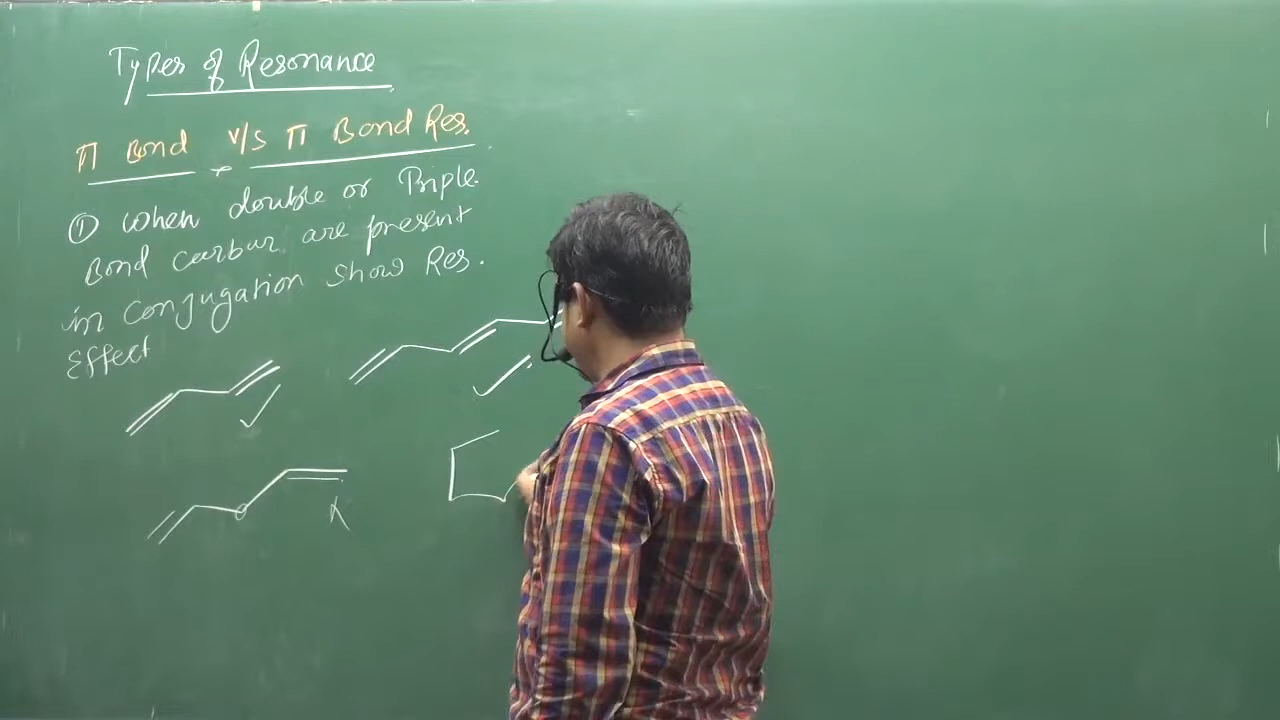 Types of Resonance
π Bond v/s π Bond Res.
① when double or Triple
Bond carbur are present
in conjugation show Res.
Effect